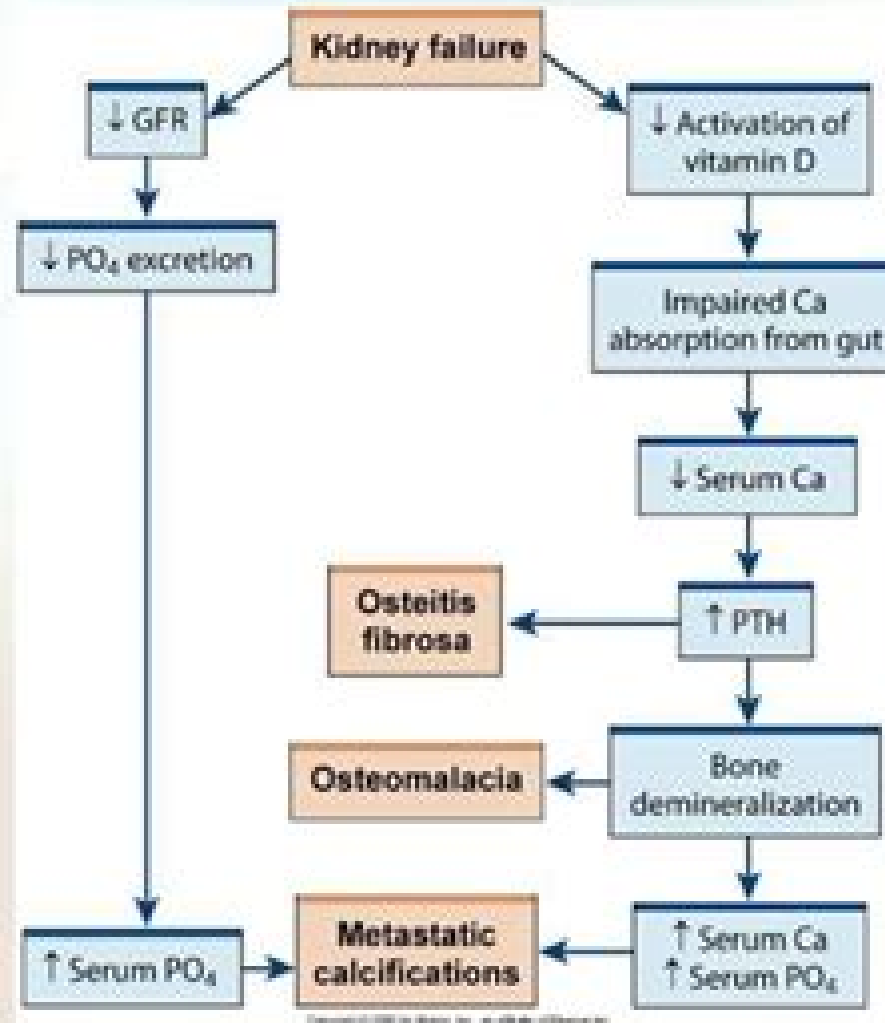 Kidney failure
↓ GFR
↓ Activation of
vitamin D
↓ PO₄ excretion
Impaired Ca
absorption from gut
↓ Serum Ca
Osteitis
fibrosa
↑ PTH
Osteomalacia
Bone
demineralization
↑ Serum PO₄
Metastatic
calcifications
↑ Serum Ca
↑ Serum PO₄